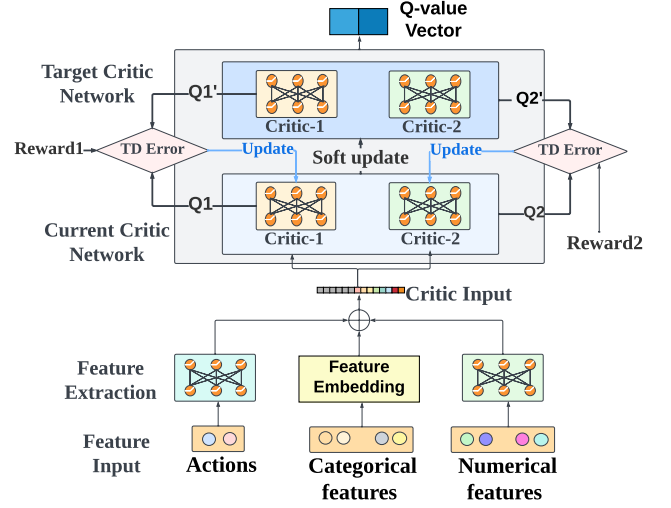 Q-value
Vector
Target Critic
Network
Q1'
Q2'
Critic-1
Critic-2
Reward1
TD Error
Update
Soft update
Update
TD Error
Q1
Q2
Current Critic
Network
Critic-1
Critic-2
Reward2
Critic Input
Feature
Extraction
Feature
Embedding
Feature
Input
Actions
Categorical
features
Numerical
features